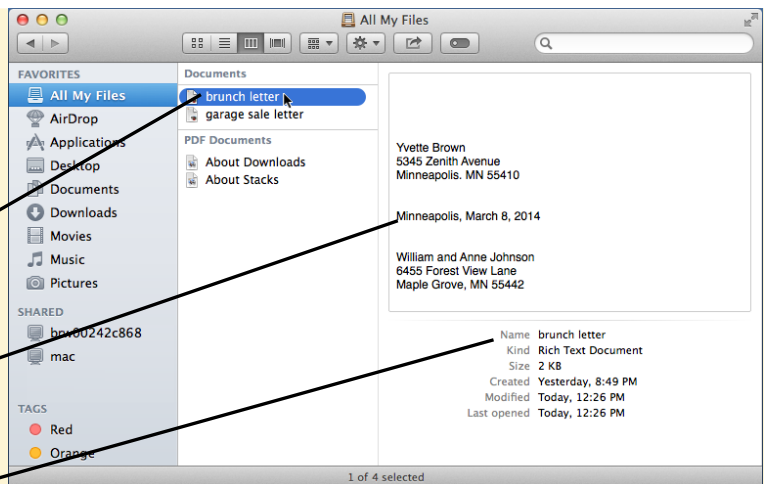 All My Files
FAVORITES
All My Files
AirDrop
Applications
Desktop
Documents
Downloads
Movies
Music
Pictures
SHARED
brw00242c868
mac
TAGS
Red
Orange
Documents
brunch letter
garage sale letter
PDF Documents
About Downloads
About Stacks
Yvette Brown
5345 Zenith Avenue
Minneapolis. MN 55410
Minneapolis, March 8, 2014
William and Anne Johnson
6455 Forest View Lane
Maple Grove, MN 55442
Name brunch letter
Kind Rich Text Document
Size 2 KB
Created Yesterday, 8:49 PM
Modified Today, 12:26 PM
Last opened Today, 12:26 PM
1 of 4 selected